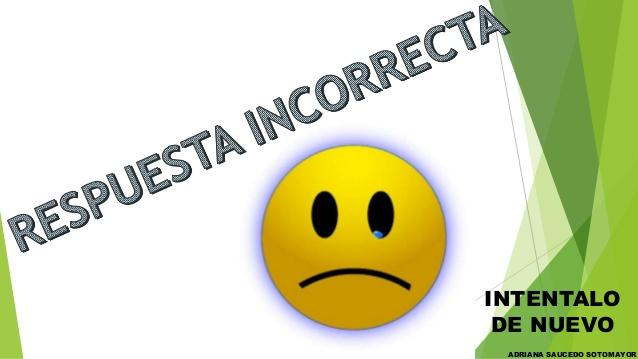 RESPUESTA INCORRECTA
INTENTALO
DE NUEVO
ADRIANA SAUCEDO SOTOMAYOR